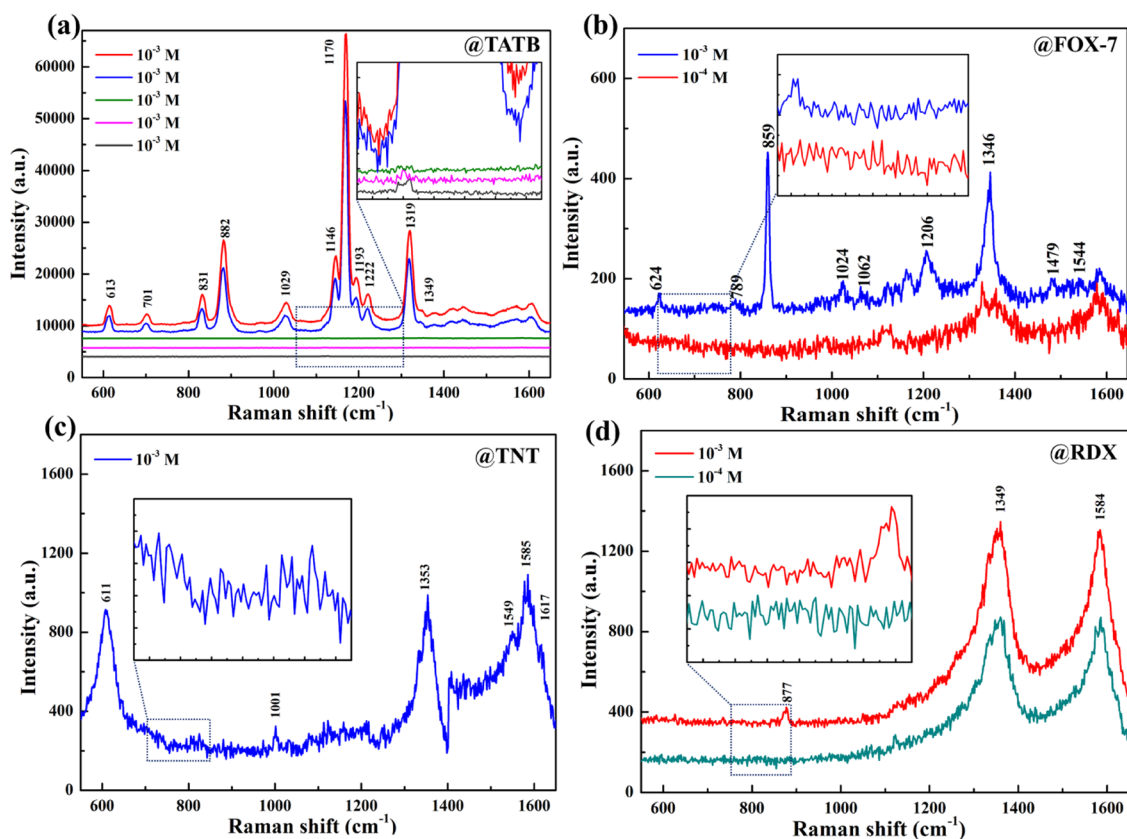 (a)
@TATB
10⁻³ M
10⁻³ M
10⁻³ M
10⁻³ M
10⁻³ M
60000
50000
40000
30000
20000
10000
0
613
701
831
882
1029
1146
1170
1193
1222
1319
1349
600 800 1000 1200 1400 1600
Raman shift (cm⁻¹)
Intensity (a.u.)
(b)
@FOX-7
10⁻³ M
10⁻⁴ M
600
400
200
0
624
789
859
1024
1062
1206
1346
1479
1544
600 800 1000 1200 1400 1600
Raman shift (cm⁻¹)
Intensity (a.u.)
(c)
@TNT
10⁻³ M
1600
1200
800
400
0
611
1001
1353
1549
1585
1617
600 800 1000 1200 1400 1600
Raman shift (cm⁻¹)
Intensity (a.u.)
(d)
@RDX
10⁻³ M
10⁻⁴ M
1600
1200
800
400
0
877
1349
1584
600 800 1000 1200 1400 1600
Raman shift (cm⁻¹)
Intensity (a.u.)